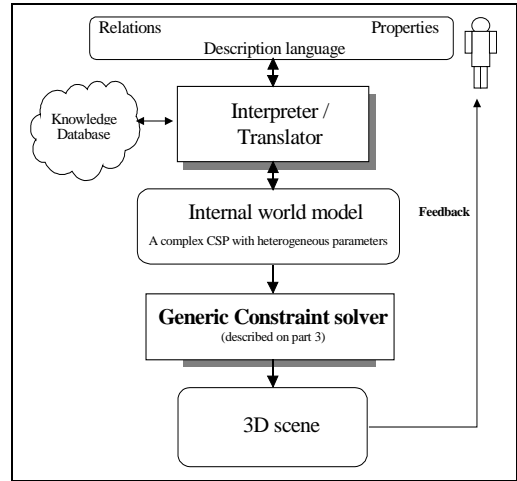 Relations Properties
Description language
Interpreter /
Translator
Knowledge
Database
Internal world model
A complex CSP with heterogeneous parameters
Feedback
Generic Constraint solver
(described on part 3)
3D scene